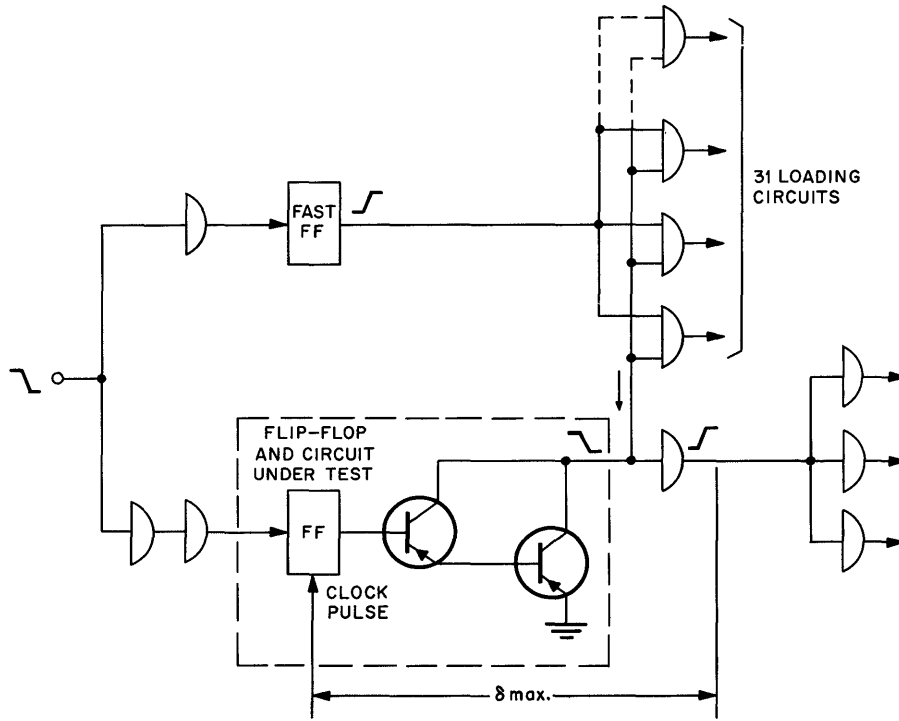 31 LOADING
CIRCUITS
FAST
FF
FLIP-FLOP
AND CIRCUIT
UNDER TEST
FF
CLOCK
PULSE
δ max.